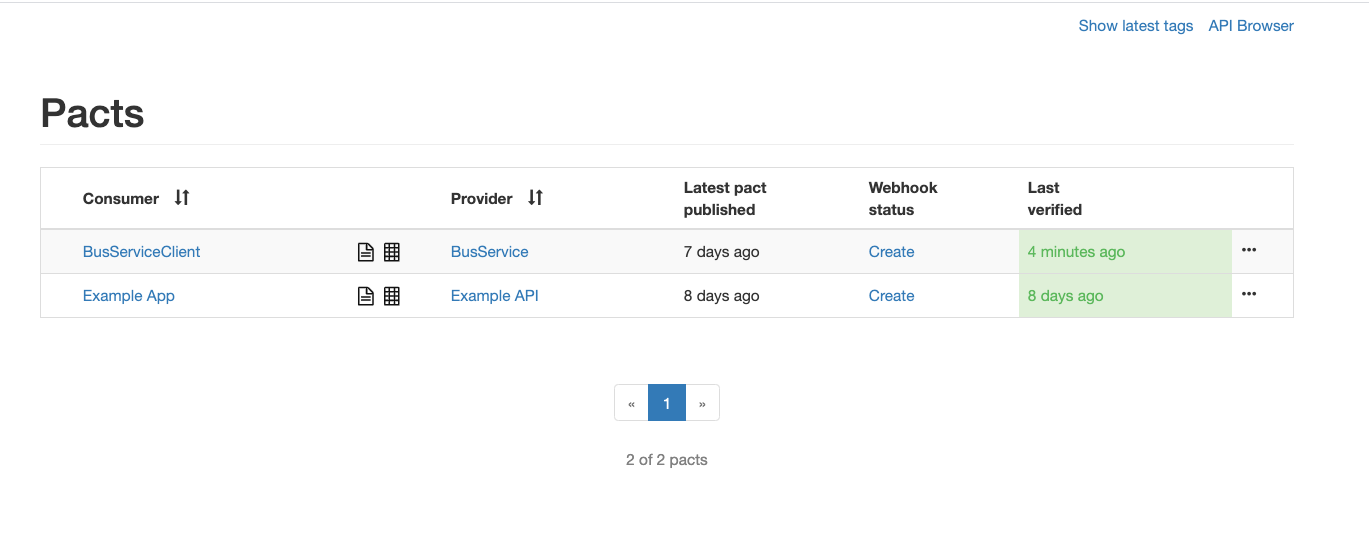 Show latest tags API Browser
Pacts
Consumer Provider Latest pact published Webhook status Last verified
BusServiceClient BusService 7 days ago Create 4 minutes ago ...
Example App Example API 8 days ago Create 8 days ago ...
« 1 »
2 of 2 pacts